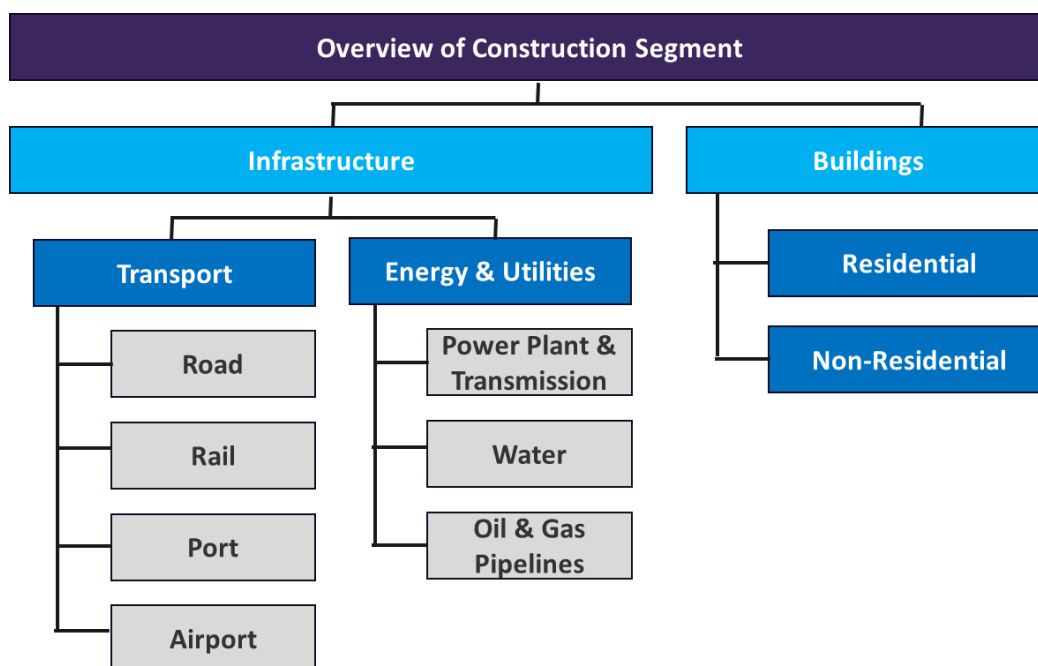 Overview of Construction Segment
Infrastructure
Buildings
Transport
Energy & Utilities
Residential
Non-Residential
Road
Rail
Port
Airport
Power Plant &
Transmission
Water
Oil & Gas
Pipelines